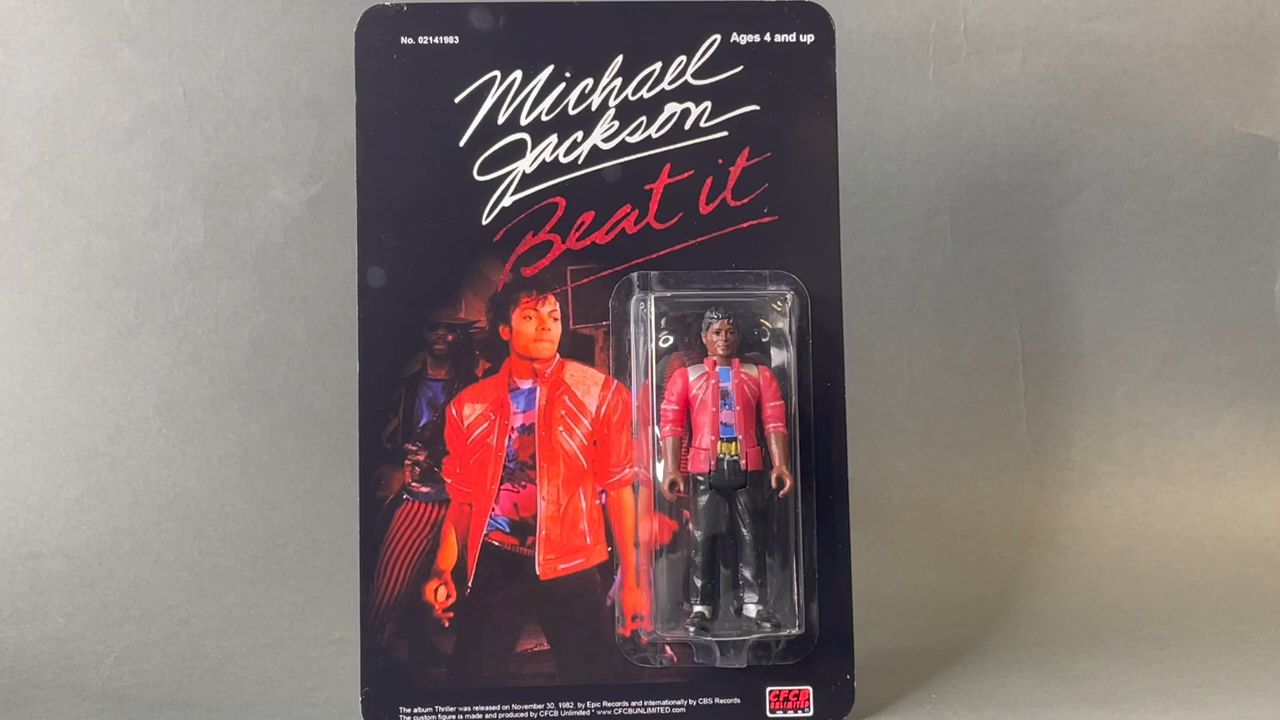 No. 02141983
Ages 4 and up
Michael
Jackson
Beat it
The album Thriller was released on November 30, 1982, by Epic Records and internationally by CBS Records
The custom figure is made and produced by CFCB Unlimited * www.CFCBUNLIMITED.com
CFCB
UNLIMITED